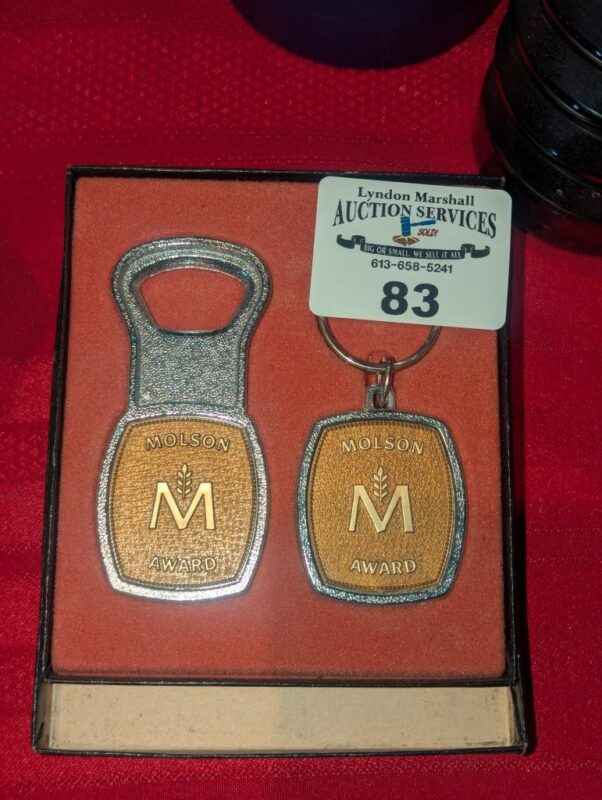 Lyndon Marshall
AUCTION SERVICES
SOLD!
BIG OR SMALL, WE SELL IT ALL
613-658-5241
83
MOLSON
M
AWARD
MOLSON
M
AWARD